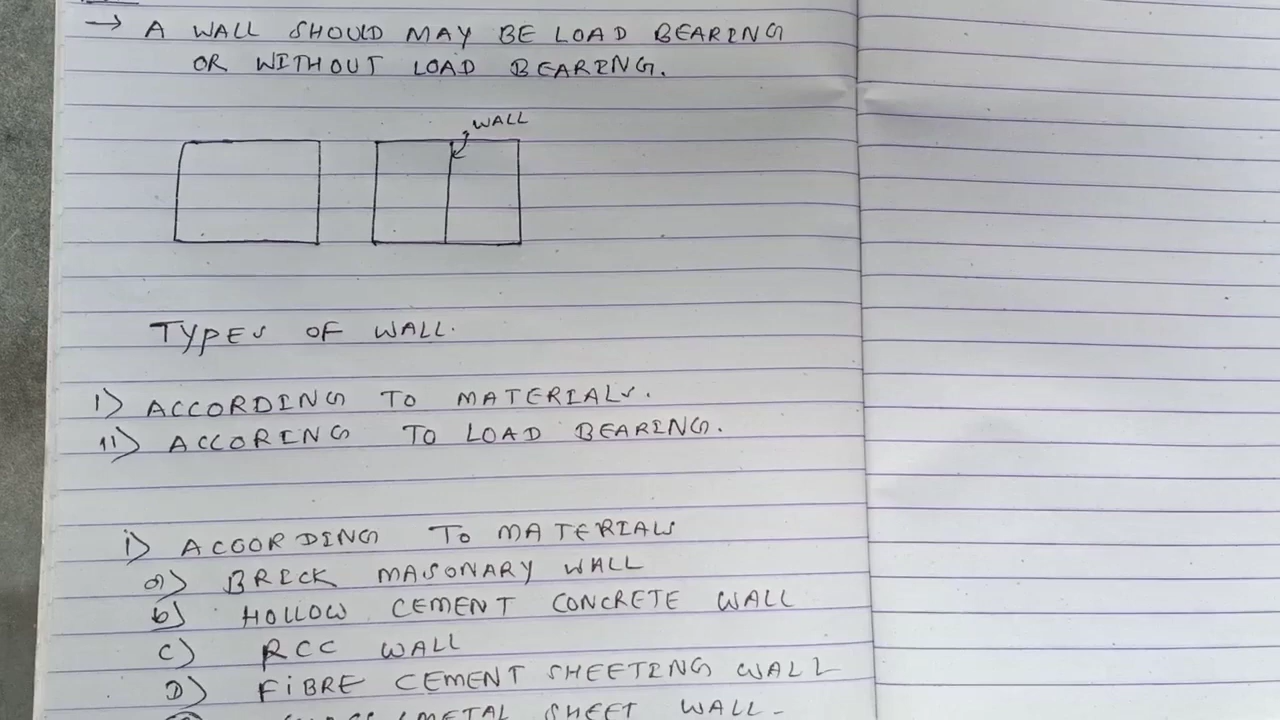 → A WALL SHOULD MAY BE LOAD BEARING
OR WITHOUT LOAD BEARING.
WALL
TYPES OF WALL.
I) ACCORDING TO MATERIALS.
II) ACCORING TO LOAD BEARING.
i) ACCORDING TO MATERIALS
a) BRICK MASONARY WALL
b) HOLLOW CEMENT CONCRETE WALL
C) RCC WALL
D) FIBRE CEMENT SHEETING WALL
METAL SHEET WALL.